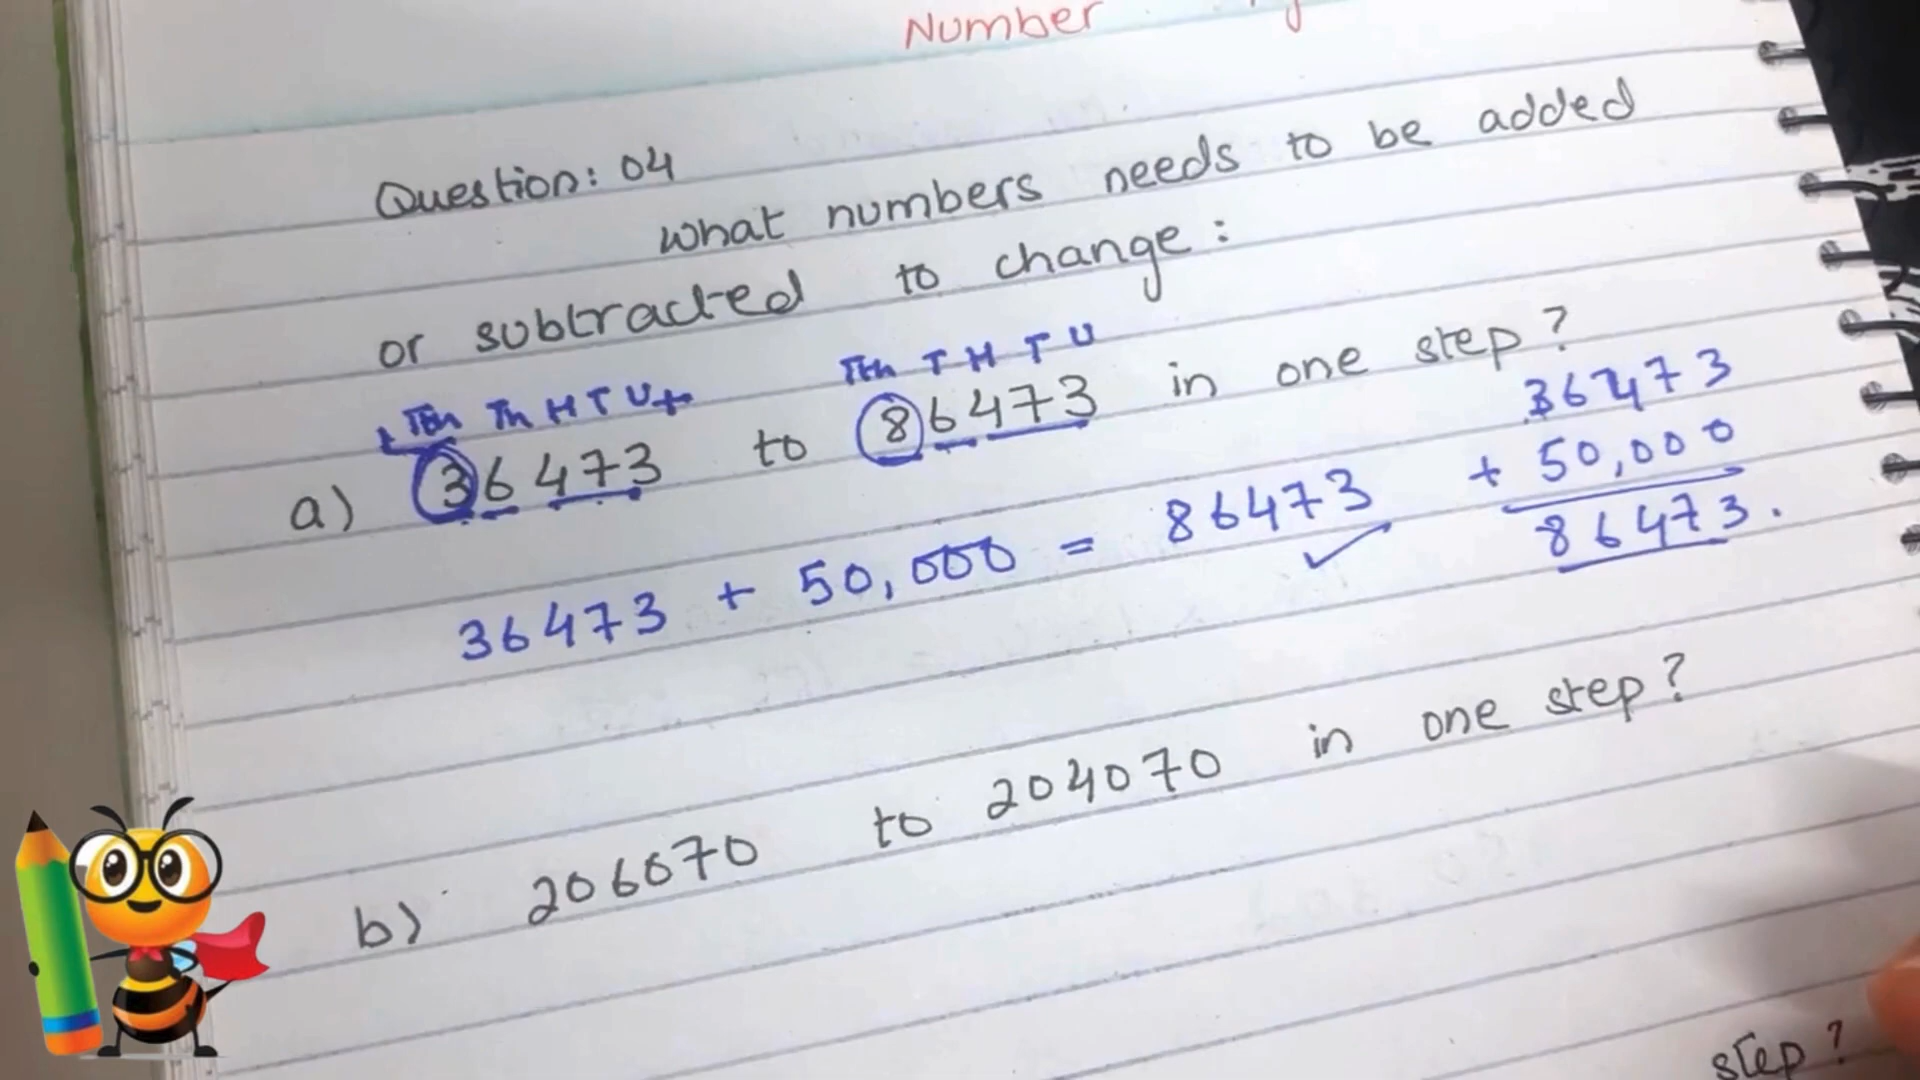 Number
Question: 04
What numbers needs to be added
or subtracted to change:
TTh Th H T U
TTh T H T U
a) 36473 to 86473 in one step?
36473 + 50,000 = 86473
36473
+ 50,000
86473.
b) 206070 to 204070 in one step?
step?